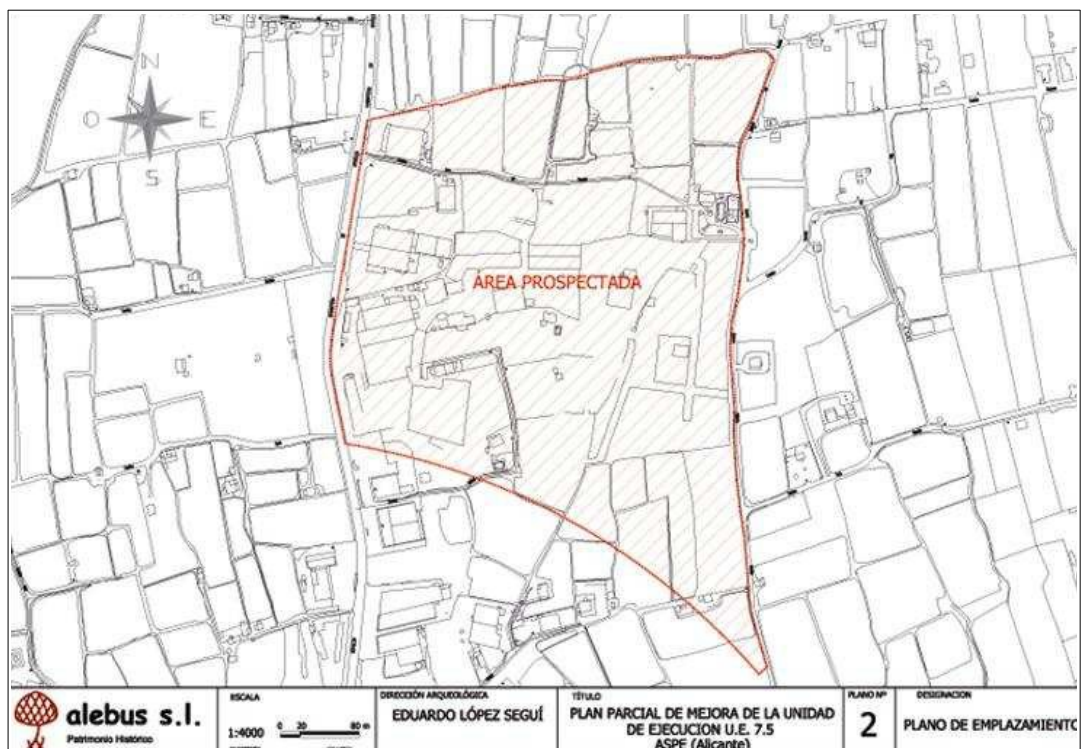 N
O E
S
ÁREA PROSPECTADA
alebus s.l.
Patrimonio Histórico
ESCALA
1:4000 0 20 80 m
DIRECCIÓN ARQUEOLÓGICA
EDUARDO LÓPEZ SEGUÍ
TÍTULO
PLAN PARCIAL DE MEJORA DE LA UNIDAD
DE EJECUCION U.E. 7.5
ASPE (Alicante)
PLANO Nº
2
DESIGNACION
PLANO DE EMPLAZAMIENTO